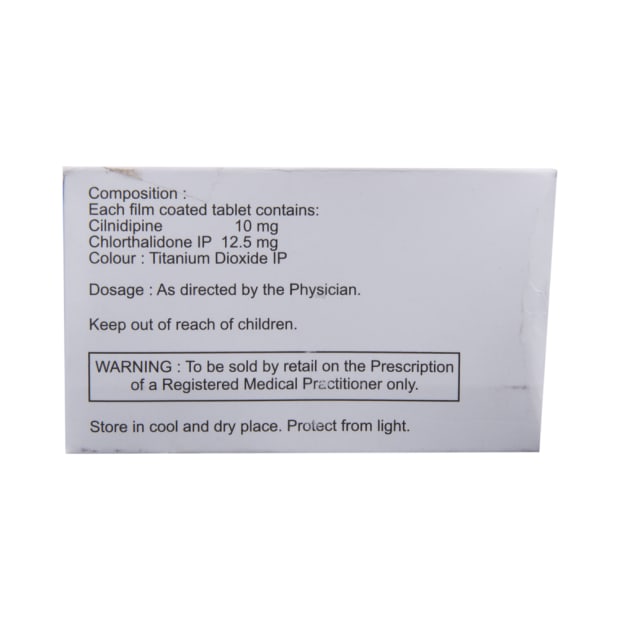 Composition :
Each film coated tablet contains:
Cilnidipine 10 mg
Chlorthalidone IP 12.5 mg
Colour : Titanium Dioxide IP
Dosage : As directed by the Physician.
Keep out of reach of children.
WARNING : To be sold by retail on the Prescription
of a Registered Medical Practitioner only.
Store in cool and dry place. Protect from light.